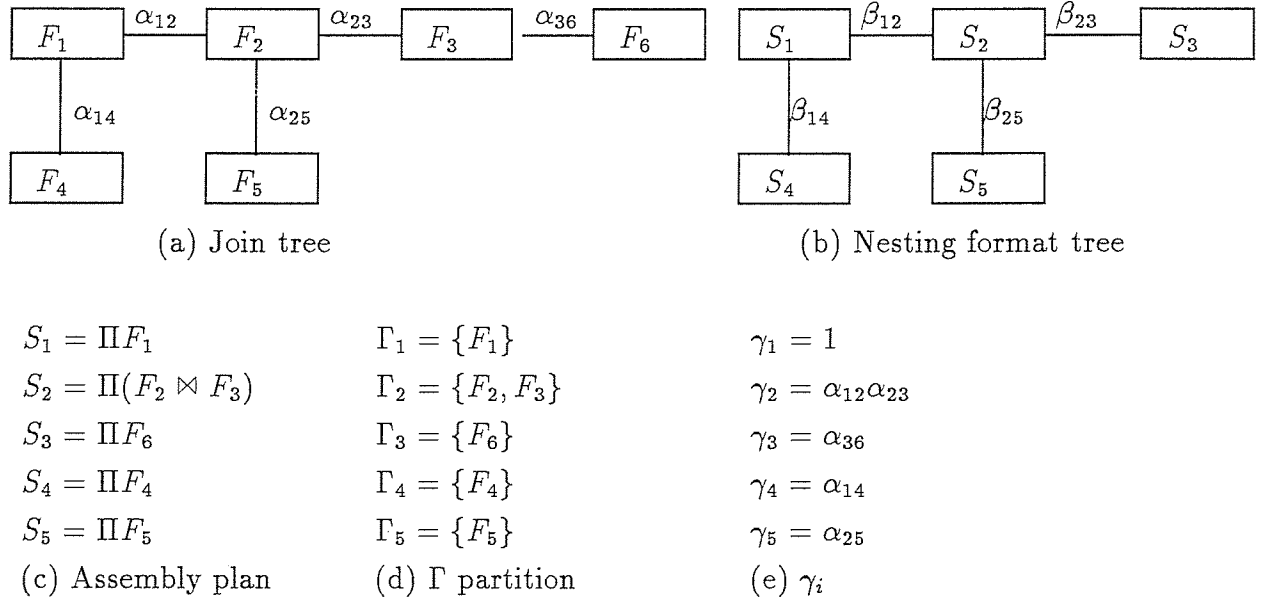 α₁₂ α₂₃ α₃₆ β₁₂ β₂₃
F₁ F₂ F₃ F₆ S₁ S₂ S₃
α₁₄ α₂₅ β₁₄ β₂₅
F₄ F₅ S₄ S₅
(a) Join tree (b) Nesting format tree
S₁ = ΠF₁ Γ₁ = {F₁} γ₁ = 1
S₂ = Π(F₂ ⋈ F₃) Γ₂ = {F₂, F₃} γ₂ = α₁₂α₂₃
S₃ = ΠF₆ Γ₃ = {F₆} γ₃ = α₃₆
S₄ = ΠF₄ Γ₄ = {F₄} γ₄ = α₁₄
S₅ = ΠF₅ Γ₅ = {F₅} γ₅ = α₂₅
(c) Assembly plan (d) Γ partition (e) γᵢ